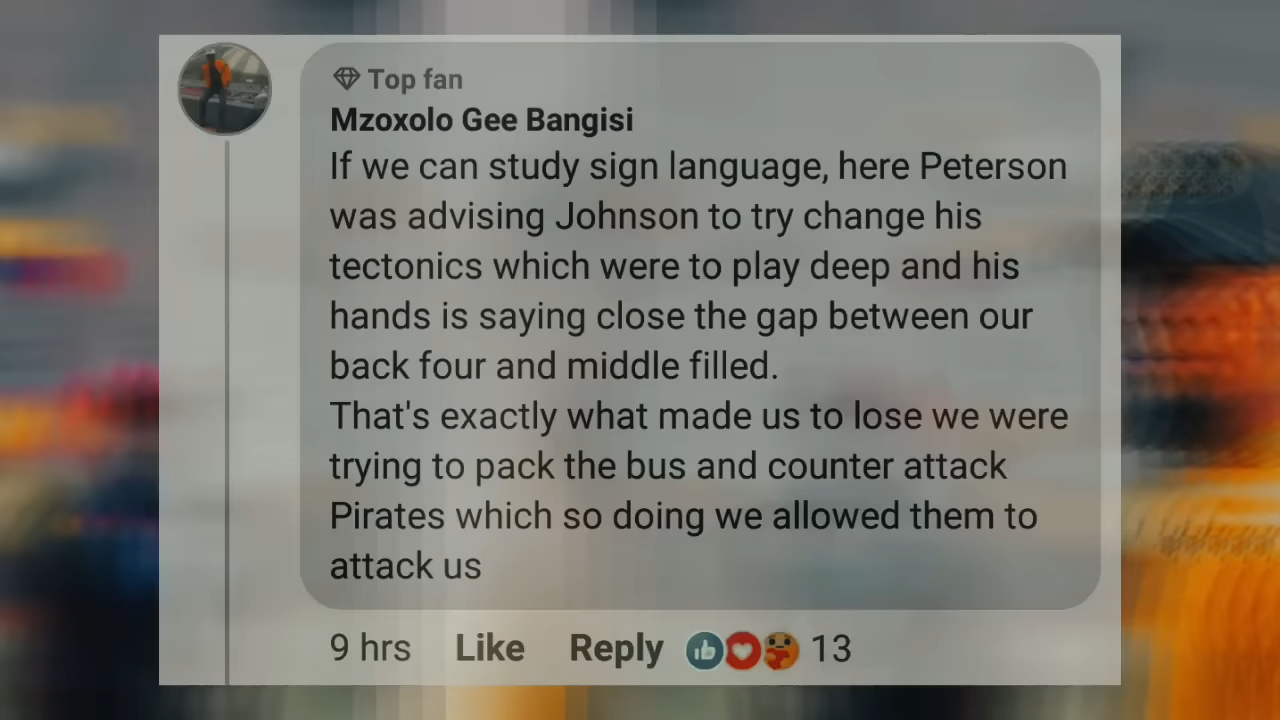 Top fan
Mzoxolo Gee Bangisi
If we can study sign language, here Peterson
was advising Johnson to try change his
tectonics which were to play deep and his
hands is saying close the gap between our
back four and middle filled.
That's exactly what made us to lose we were
trying to pack the bus and counter attack
Pirates which so doing we allowed them to
attack us
9 hrs Like Reply 13